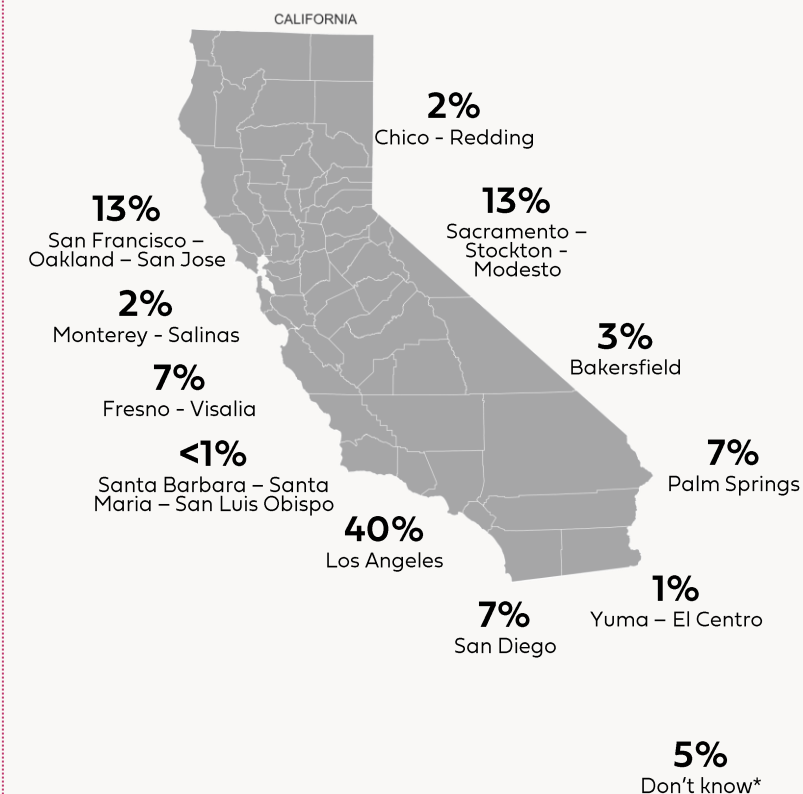 CALIFORNIA
2%
Chico - Redding
13%
Sacramento –
Stockton -
Modesto
13%
San Francisco –
Oakland – San Jose
2%
Monterey - Salinas
3%
Bakersfield
7%
Fresno - Visalia
<1%
Santa Barbara – Santa
Maria – San Luis Obispo
7%
Palm Springs
40%
Los Angeles
1%
Yuma – El Centro
7%
San Diego
5%
Don't know*